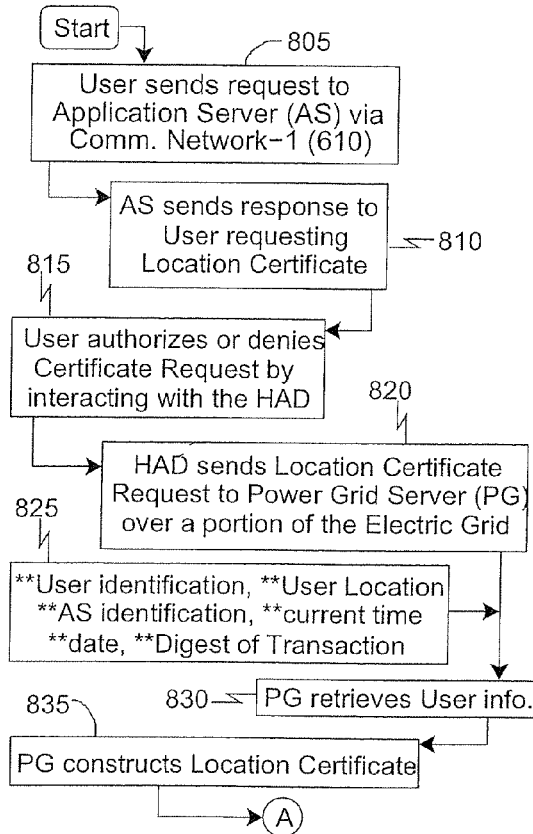 Start
805
User sends request to
Application Server (AS) via
Comm. Network-1 (610)
AS sends response to
User requesting
Location Certificate
810
815
User authorizes or denies
Certificate Request by
interacting with the HAD
820
HAD sends Location Certificate
Request to Power Grid Server (PG)
over a portion of the Electric Grid
825
**User identification, **User Location
**AS identification, **current time
**date, **Digest of Transaction
830
PG retrieves User info.
835
PG constructs Location Certificate
A